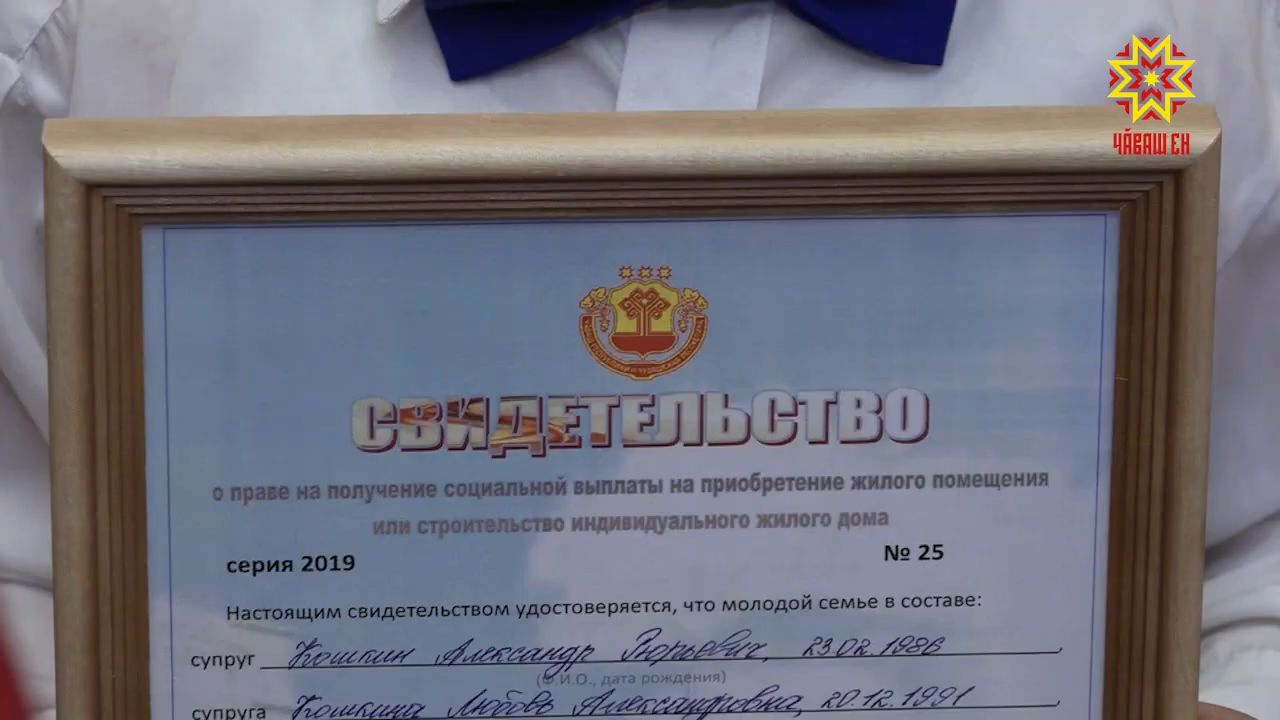 ЧӐВАШ ЕН
СВИДЕТЕЛЬСТВО
о праве на получение социальной выплаты на приобретение жилого помещения
или строительство индивидуального жилого дома
серия 2019
№ 25
Настоящим свидетельством удостоверяется, что молодой семье в составе:
супруг Кошкин Александр Юрьевич, 23.02.1986,
(Ф.И.О., дата рождения)
супруга Кошкина Любовь Александровна, 20.12.1991,